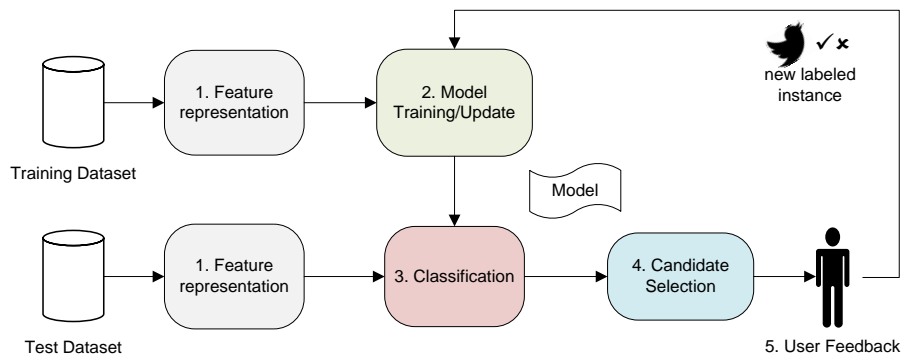 new labeled
instance
1. Feature
representation
2. Model
Training/Update
Training Dataset
Model
1. Feature
representation
3. Classification
4. Candidate
Selection
Test Dataset
5. User Feedback